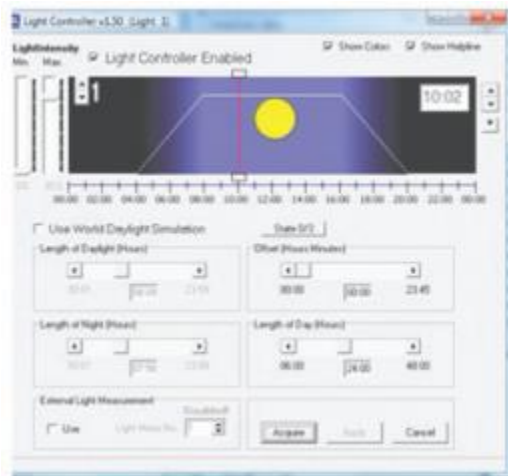 Light Controller v1.50 (Light 1)
LightIntensity
Min Max
Light Controller Enabled
Show Colors
Show Helpline
1
10:02
00:00 02:00 04:00 06:00 08:00 10:00 12:00 14:00 16:00 18:00 20:00 22:00 00:00
Use World Daylight Simulation
Length of Daylight (Hours)
Offset (Hours:Minutes)
00:00 00:00 23:45
Length of Night (Hours)
Length of Day (Hours)
06:00 24:00 48:00
External Light Measurement
Use
Acquire
Cancel